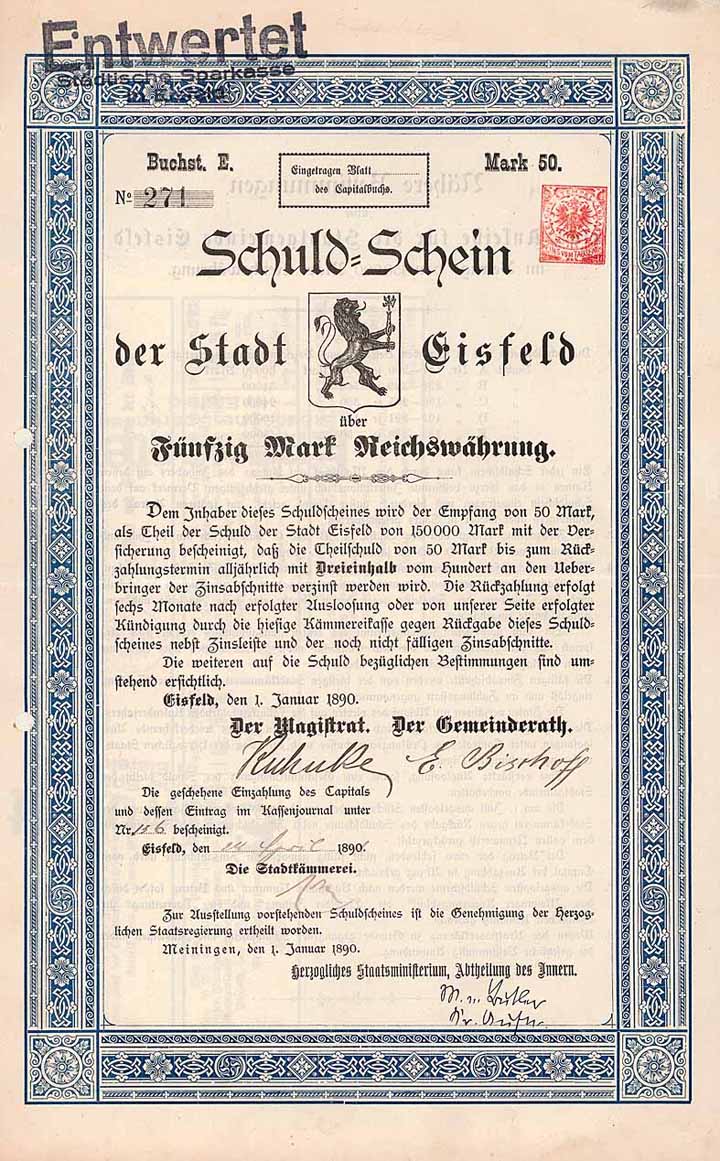 Entwertet
Städtische Sparkasse
Buchst. E.
Eingetragen Blatt
des Capitalbuchs.
Mark 50.
No 271
Schuld=Schein
der Stadt Eisfeld
über
Fünfzig Mark Reichswährung.
Dem Inhaber dieses Schuldscheines wird der Empfang von 50 Mark,
als Theil der Schuld der Stadt Eisfeld von 150000 Mark mit der Ver-
sicherung bescheinigt, daß die Theilschuld von 50 Mark bis zum Rück-
zahlungstermin alljährlich mit Dreieinhalb vom Hundert an den Ueber-
bringer der Zinsabschnitte verzinst werden wird. Die Rückzahlung erfolgt
sechs Monate nach erfolgter Ausloosung oder von unserer Seite erfolgter
Kündigung durch die hiesige Kämmereikasse gegen Rückgabe dieses Schuld-
scheines nebst Zinsleiste und der noch nicht fälligen Zinsabschnitte.
Die weiteren auf die Schuld bezüglichen Bestimmungen sind um-
stehend ersichtlich.
Eisfeld, den 1. Januar 1890.
Der Magistrat. Der Gemeinderath.
E. Bischoff
Die geschehene Einzahlung des Capitals
und dessen Eintrag im Kassenjournal unter
Nr. 156 bescheinigt.
Eisfeld, den April 1890.
Die Stadtkämmerei.
Zur Ausstellung vorstehenden Schuldscheines ist die Genehmigung der Herzog-
lichen Staatsregierung ertheilt worden.
Meiningen, den 1. Januar 1890.
Herzogliches Staatsministerium, Abtheilung des Innern.